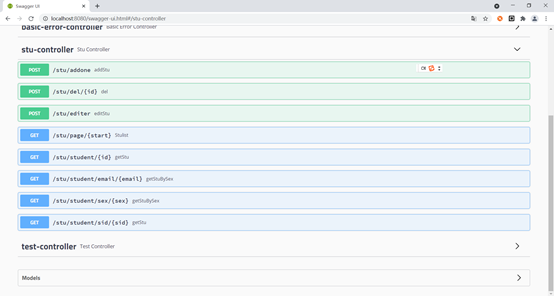 Swagger UI
localhost:8080/swagger-ui.html#/stu-controller
basic-error-controller Basic Error Controller
stu-controller Stu Controller
POST /stu/addone addStu
CH
POST /stu/del/{id} del
POST /stu/editer editStu
GET /stu/page/{start} Stulist
GET /stu/student/{id} getStu
GET /stu/student/email/{email} getStuBySex
GET /stu/student/sex/{sex} getStuBySex
GET /stu/student/sid/{sid} getStu
test-controller Test Controller
Models